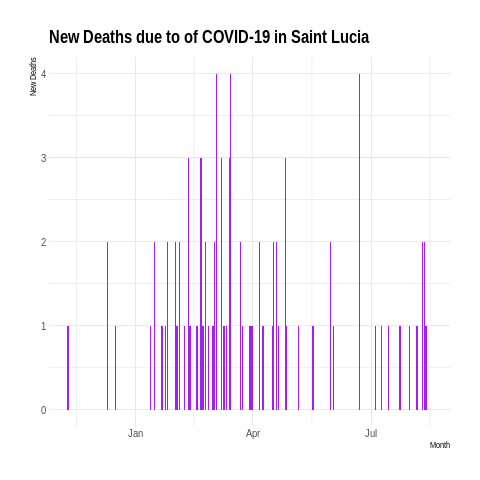 New Deaths due to of COVID-19 in Saint Lucia
New Deaths
4
3
2
1
0
Jan Apr Jul
Month